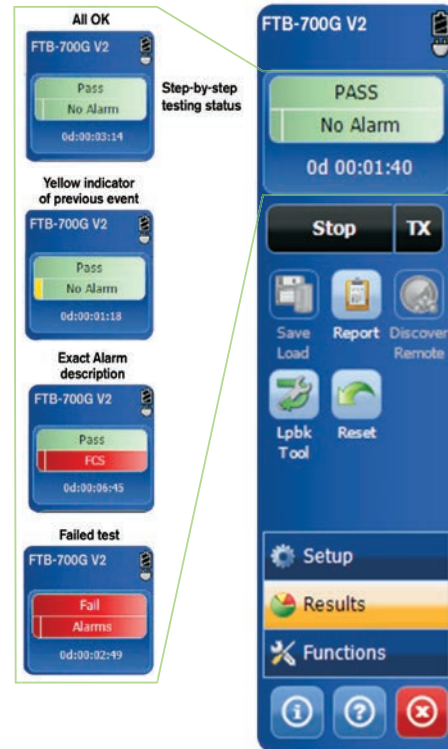 All OK
FTB-700G V2
Pass
No Alarm
0d:00:03:14
Step-by-step
testing status
Yellow indicator
of previous event
FTB-700G V2
Pass
No Alarm
0d:00:01:18
Exact Alarm
description
FTB-700G V2
Pass
FCS
0d:00:06:45
Failed test
FTB-700G V2
Fail
Alarms
0d:00:02:49
FTB-700G V2
PASS
No Alarm
0d 00:01:40
Stop
TX
Save
Load
Report
Discover
Remote
Lpbk
Tool
Reset
Setup
Results
Functions